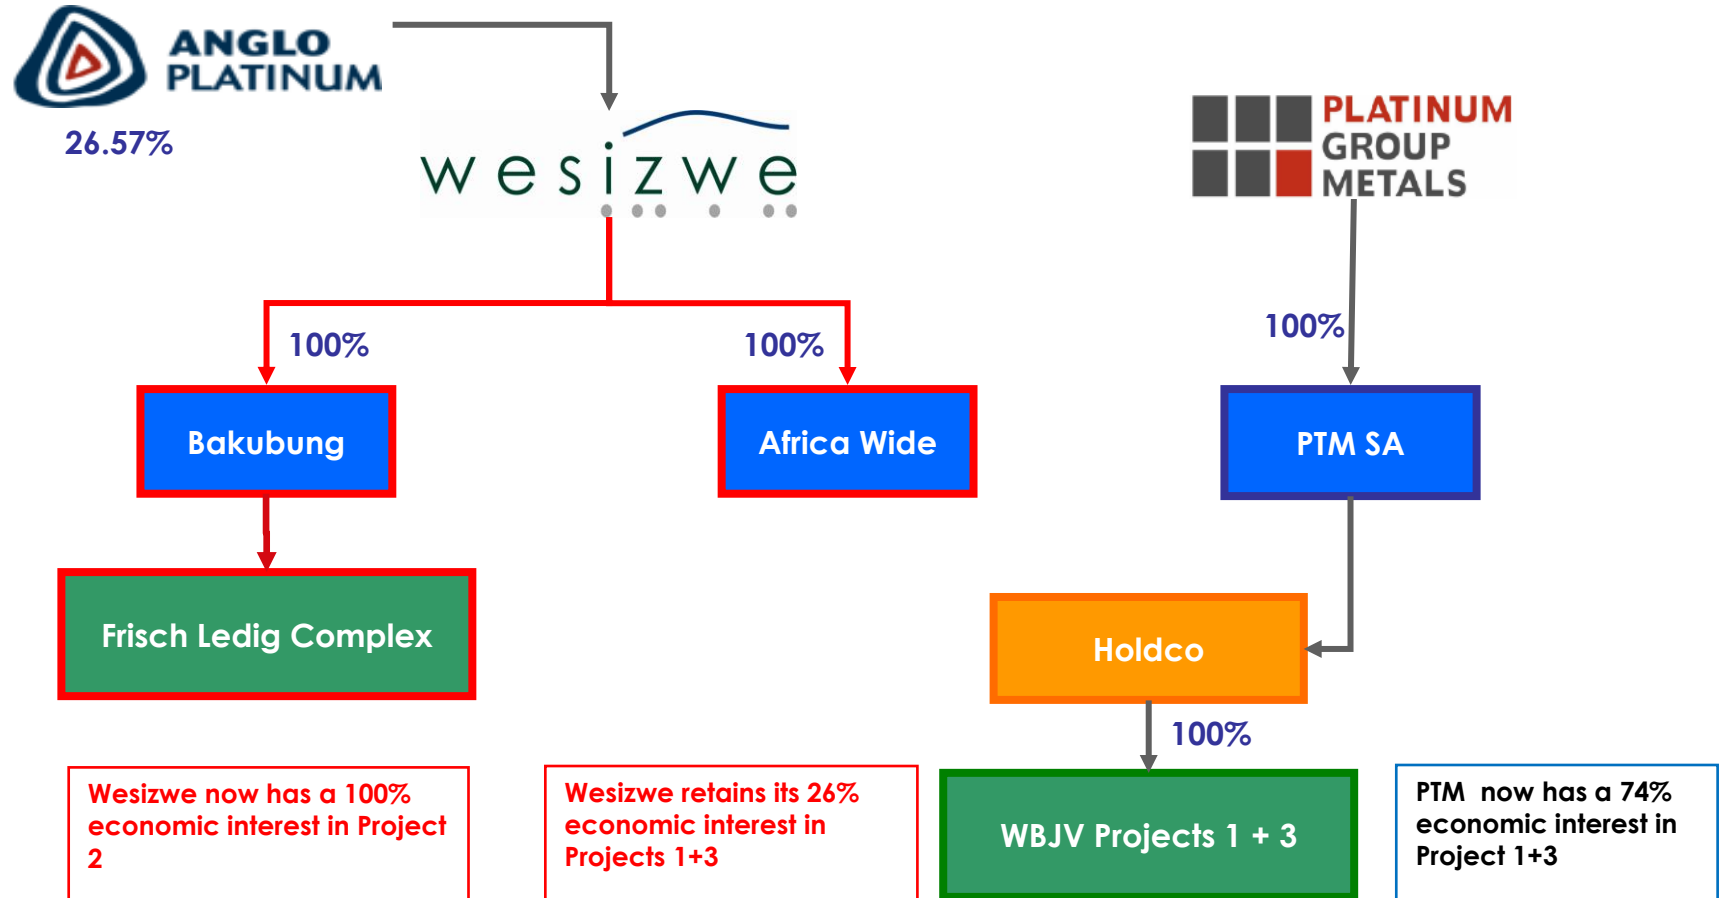 ANGLO
PLATINUM
26.57%
wesizwe
PLATINUM
GROUP
METALS
100%
100%
100%
Bakubung
Africa Wide
PTM SA
Frisch Ledig Complex
Holdco
100%
Wesizwe now has a 100%
economic interest in Project
2
Wesizwe retains its 26%
economic interest in
Projects 1+3
WBJV Projects 1 + 3
PTM now has a 74%
economic interest in
Project 1+3